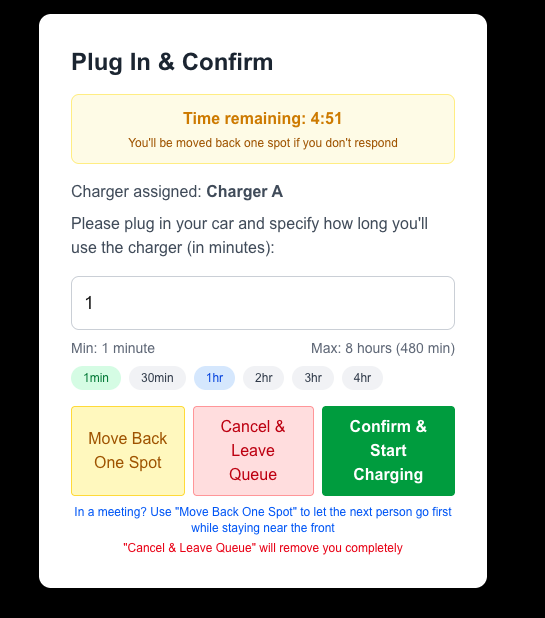 Plug In & Confirm
Time remaining: 4:51
You'll be moved back one spot if you don't respond
Charger assigned: Charger A
Please plug in your car and specify how long you'll
use the charger (in minutes):
1
Min: 1 minute Max: 8 hours (480 min)
1min 30min 1hr 2hr 3hr 4hr
Move Back
One Spot
Cancel &
Leave
Queue
Confirm &
Start
Charging
In a meeting? Use "Move Back One Spot" to let the next person go first
while staying near the front
"Cancel & Leave Queue" will remove you completely